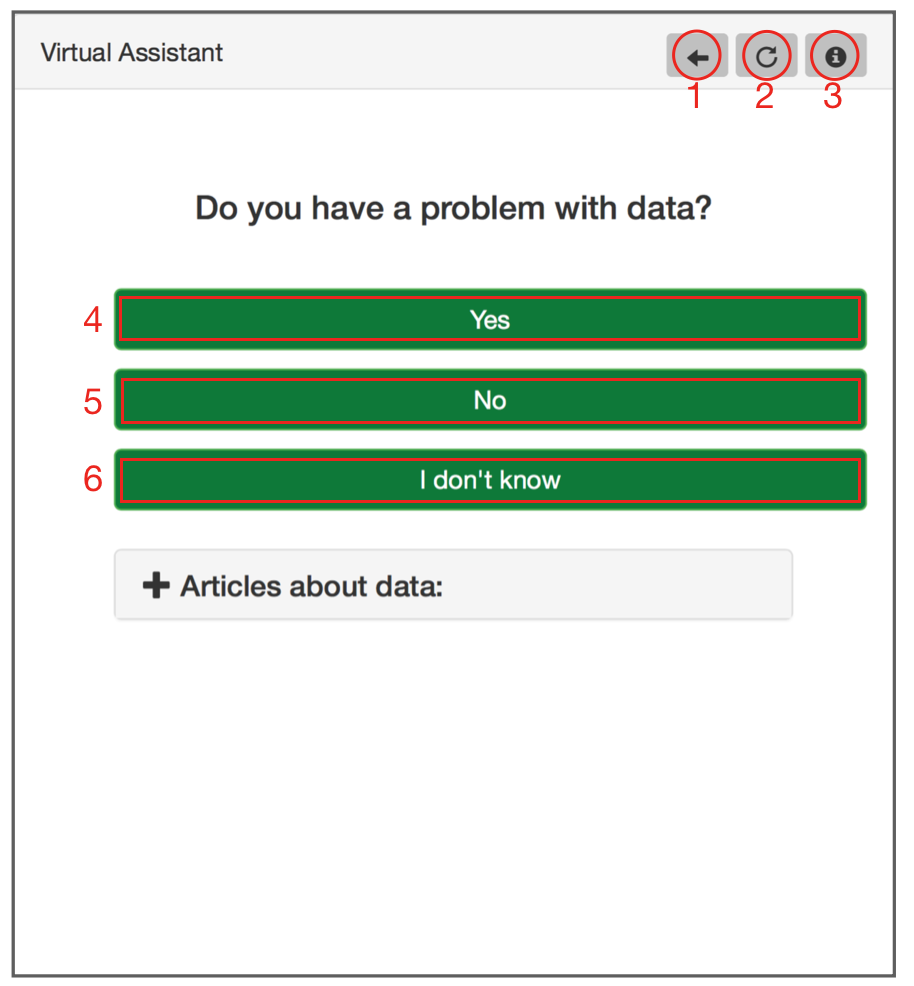 Virtual Assistant
1 2 3
Do you have a problem with data?
4 Yes
5 No
6 I don't know
Articles about data: